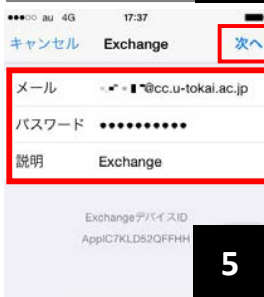 au 4G 17:37
キャンセル Exchange 次へ
メール @cc.u-tokai.ac.jp
パスワード ●●●●●●●●●●
説明 Exchange
ExchangeデバイスID
ApplC7KLD52QFFHH
5